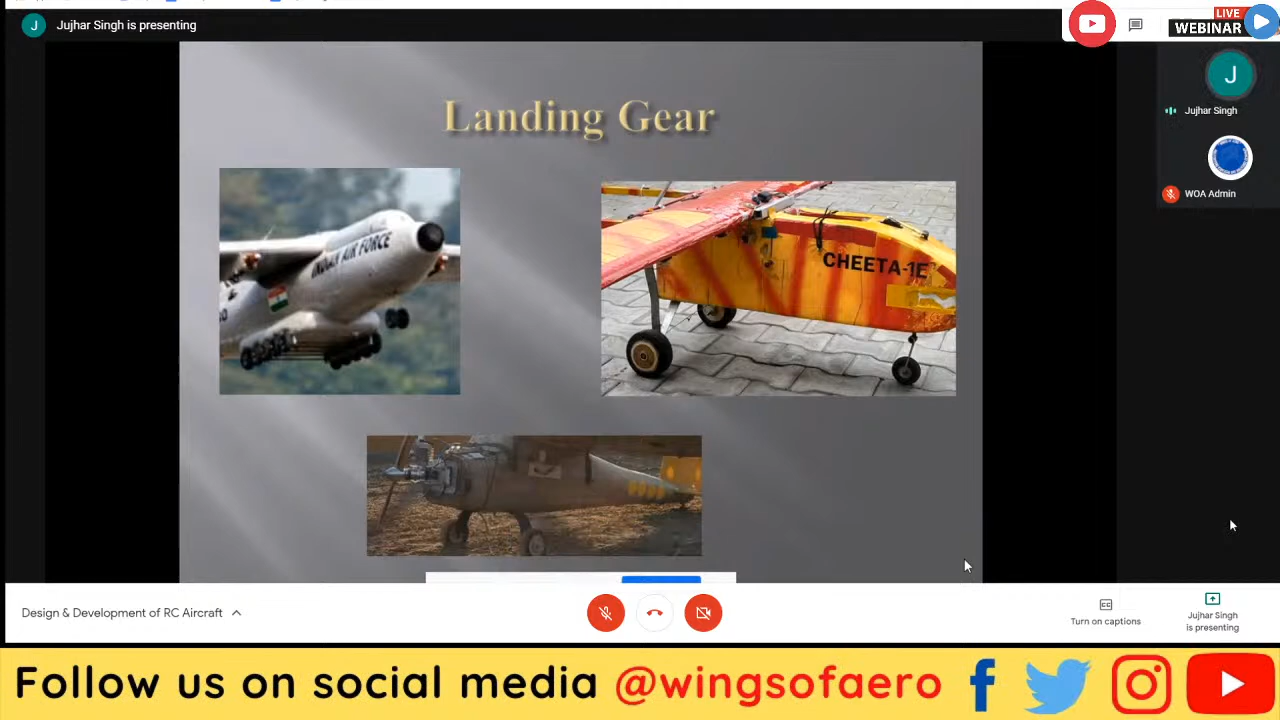 J
Jujhar Singh is presenting
LIVE
WEBINAR
J
Jujhar Singh
WOA Admin
Landing Gear
INDIAN AIR FORCE
CHEETA-1E
Design & Development of RC Aircraft
CC
Turn on captions
Jujhar Singh
is presenting
Follow us on social media @wingsofaero